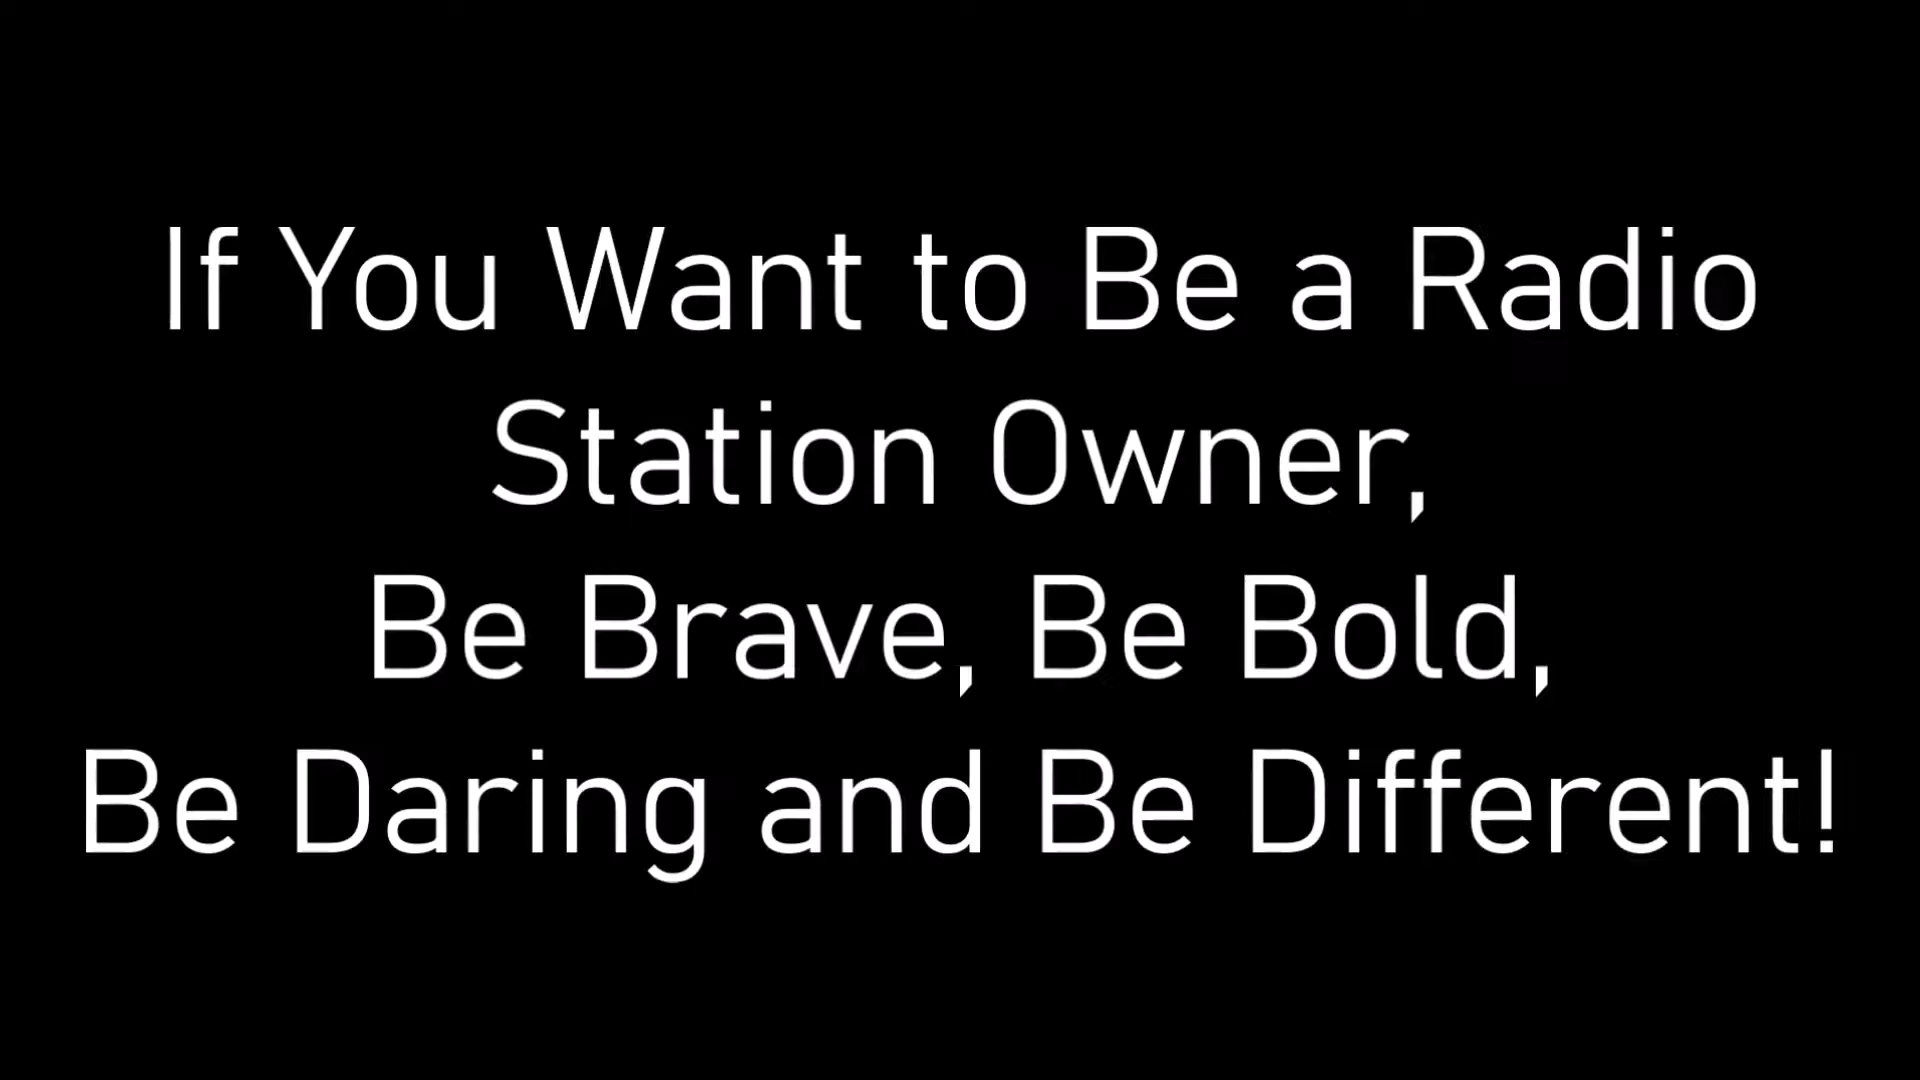 If You Want to Be a Radio
Station Owner,
Be Brave, Be Bold,
Be Daring and Be Different!